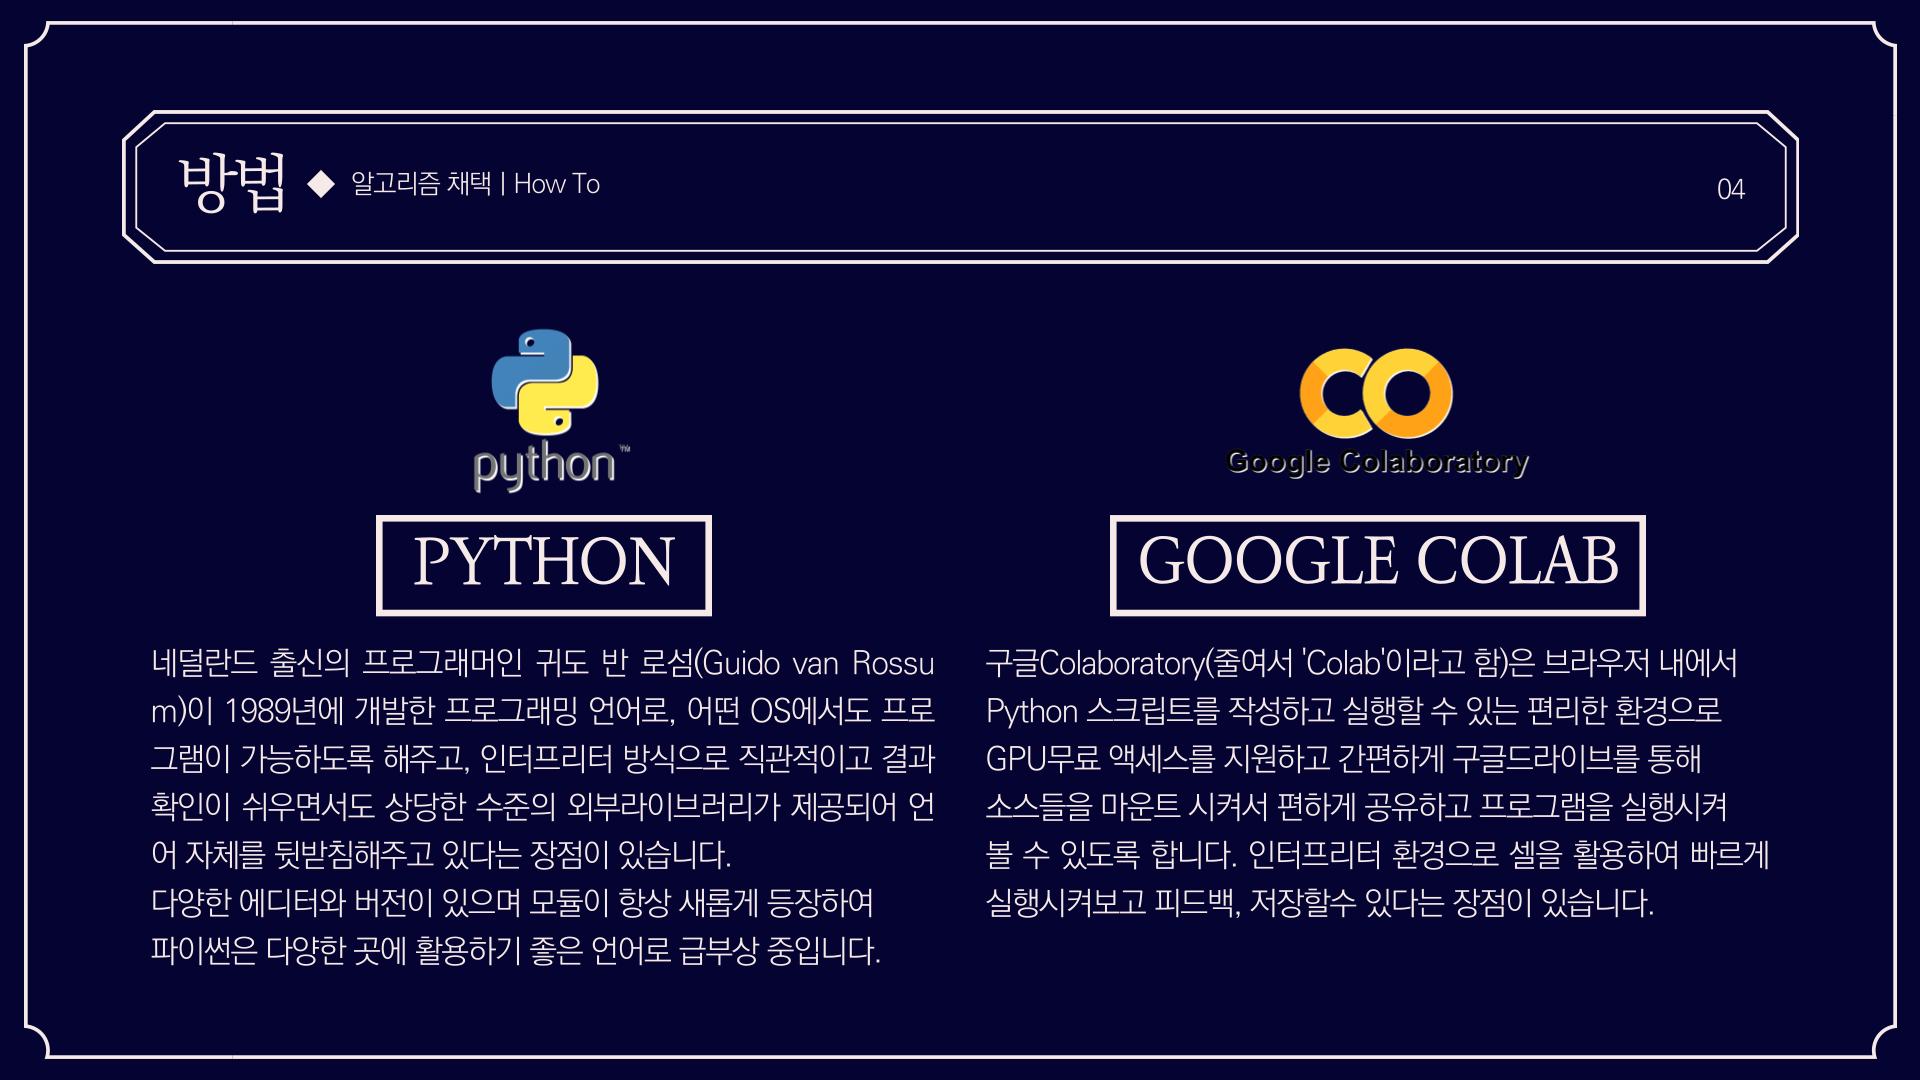 방법 ◆ 알고리즘 채택 | How To
04
python™
PYTHON
네덜란드 출신의 프로그래머인 귀도 반 로섬(Guido van Rossu
m)이 1989년에 개발한 프로그래밍 언어로, 어떤 OS에서도 프로
그램이 가능하도록 해주고, 인터프리터 방식으로 직관적이고 결과
확인이 쉬우면서도 상당한 수준의 외부라이브러리가 제공되어 언
어 자체를 뒷받침해주고 있다는 장점이 있습니다.
다양한 에디터와 버전이 있으며 모듈이 항상 새롭게 등장하여
파이썬은 다양한 곳에 활용하기 좋은 언어로 급부상 중입니다.
Google Colaboratory
GOOGLE COLAB
구글Colaboratory(줄여서 'Colab'이라고 함)은 브라우저 내에서
Python 스크립트를 작성하고 실행할 수 있는 편리한 환경으로
GPU무료 액세스를 지원하고 간편하게 구글드라이브를 통해
소스들을 마운트 시켜서 편하게 공유하고 프로그램을 실행시켜
볼 수 있도록 합니다. 인터프리터 환경으로 셀을 활용하여 빠르게
실행시켜보고 피드백, 저장할수 있다는 장점이 있습니다.